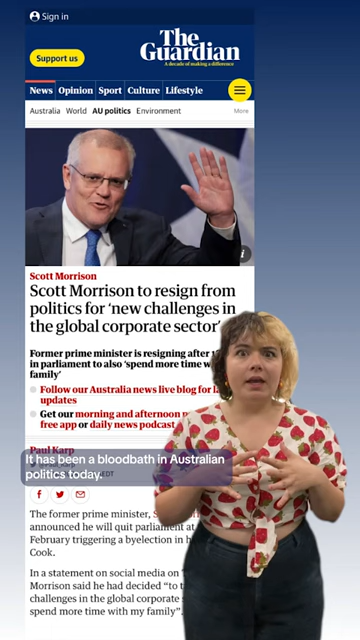 Sign in
Support us
The
Guardian
A decade of making a difference
News Opinion Sport Culture Lifestyle
Australia World AU politics Environment More
Scott Morrison
Scott Morrison to resign from
politics for ‘new challenges in
the global corporate sector’
Former prime minister is resigning after
in parliament to also ‘spend more time w
family’
Follow our Australia news live blog for
updates
Get our morning and afternoon
free app or daily news podcast
Paul Karp
It has been a bloodbath in Australian
politics today.
The former prime minister, S
announced he will quit parliament at
February triggering a byelection in h
Cook.
In a statement on social media on
Morrison said he had decided “to t
challenges in the global corporate
spend more time with my family”.